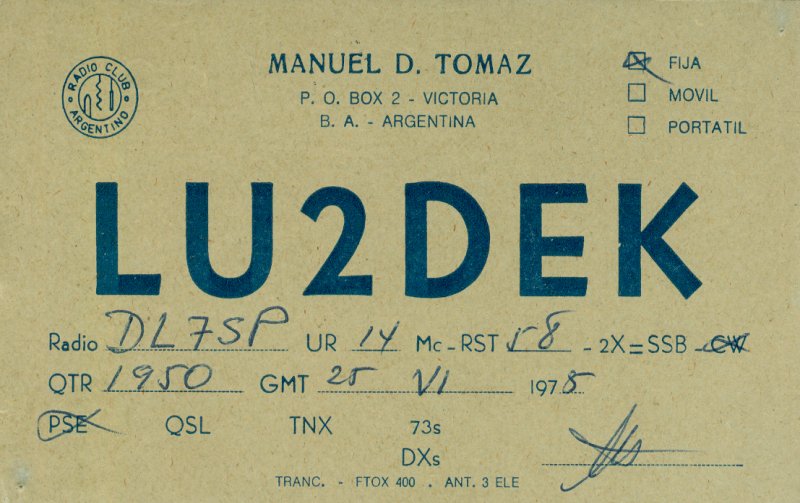 RADIO CLUB ARGENTINO
MANUEL D. TOMAZ
P. O. BOX 2 - VICTORIA
B. A. - ARGENTINA
FIJA
MOVIL
PORTATIL
LU2DEK
Radio DL7SP UR 14 Mc - RST 58 - 2X = SSB - CW
QTR 1950 GMT 25 VI 1975
PSE QSL TNX 73s
DXs
TRANC. - FTOX 400 . ANT. 3 ELE